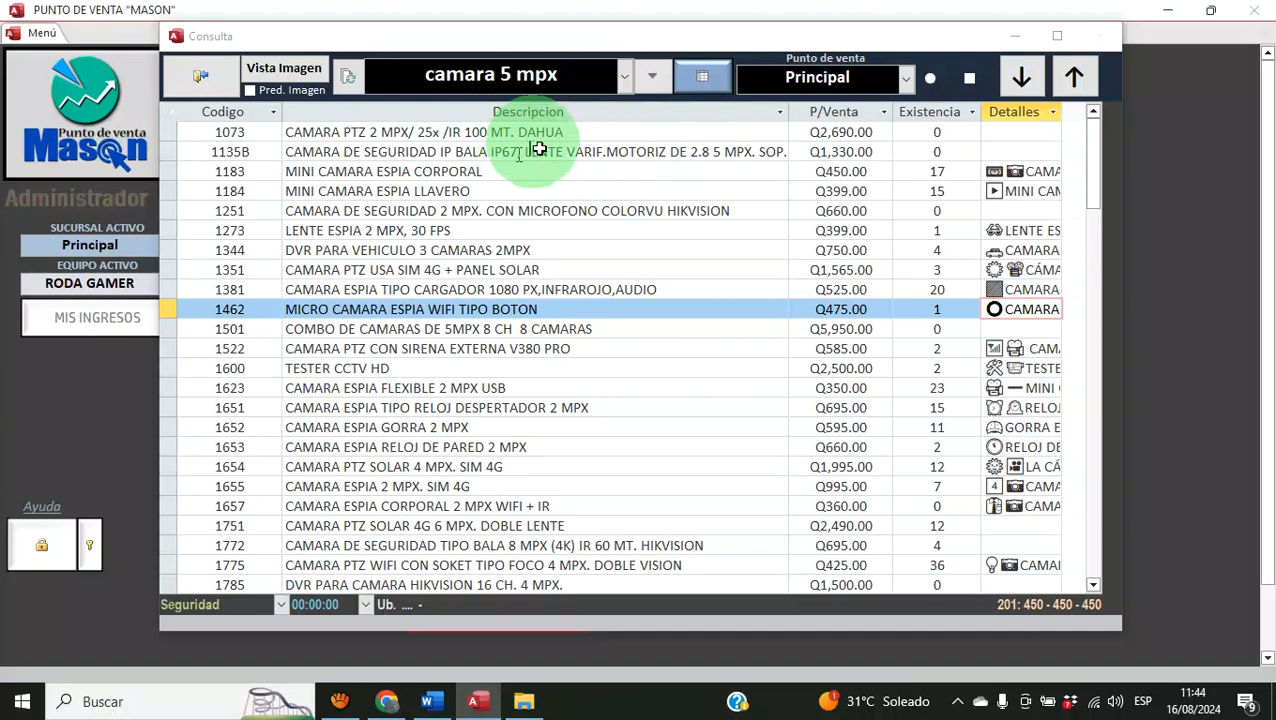 PUNTO DE VENTA "MASON"
Menú
Punto de venta
Mason
Administrador
SUCURSAL ACTIVO
Principal
EQUIPO ACTIVO
RODA GAMER
MIS INGRESOS
Ayuda
Consulta
Vista Imagen
Pred. Imagen
camara 5 mpx
Punto de venta
Principal
Codigo Descripcion P/Venta Existencia Detalles
1073 CAMARA PTZ 2 MPX/ 25x /IR 100 MT. DAHUA Q2,690.00 0
1135B CAMARA DE SEGURIDAD IP BALA IP67, LENTE VARIF.MOTORIZ DE 2.8 5 MPX. SOP. Q1,330.00 0
1183 MINI CAMARA ESPIA CORPORAL Q450.00 17 CAMA
1184 MINI CAMARA ESPIA LLAVERO Q399.00 15 MINI CAM
1251 CAMARA DE SEGURIDAD 2 MPX. CON MICROFONO COLORVU HIKVISION Q660.00 0
1273 LENTE ESPIA 2 MPX, 30 FPS Q399.00 1 LENTE ES
1344 DVR PARA VEHICULO 3 CAMARAS 2MPX Q750.00 4 CAMARA
1351 CAMARA PTZ USA SIM 4G + PANEL SOLAR Q1,565.00 3 CÁMA
1381 CAMARA ESPIA TIPO CARGADOR 1080 PX,INFRAROJO,AUDIO Q525.00 20 CAMARA
1462 MICRO CAMARA ESPIA WIFI TIPO BOTON Q475.00 1 CAMARA
1501 COMBO DE CAMARAS DE 5MPX 8 CH 8 CAMARAS Q5,950.00 0
1522 CAMARA PTZ CON SIRENA EXTERNA V380 PRO Q585.00 2 CAM
1600 TESTER CCTV HD Q2,500.00 2 TESTE
1623 CAMARA ESPIA FLEXIBLE 2 MPX USB Q350.00 23 MINI
1651 CAMARA ESPIA TIPO RELOJ DESPERTADOR 2 MPX Q695.00 15 RELOJ
1652 CAMARA ESPIA GORRA 2 MPX Q595.00 11 GORRA E
1653 CAMARA ESPIA RELOJ DE PARED 2 MPX Q660.00 2 RELOJ DE
1654 CAMARA PTZ SOLAR 4 MPX. SIM 4G Q1,995.00 12 LA CÁ
1655 CAMARA ESPIA 2 MPX. SIM 4G Q995.00 7 4 CAMA
1657 CAMARA ESPIA CORPORAL 2 MPX WIFI + IR Q360.00 0 CAMA
1751 CAMARA PTZ SOLAR 4G 6 MPX. DOBLE LENTE Q2,490.00 12
1772 CAMARA DE SEGURIDAD TIPO BALA 8 MPX (4K) IR 60 MT. HIKVISION Q695.00 4
1775 CAMARA PTZ WIFI CON SOKET TIPO FOCO 4 MPX. DOBLE VISION Q425.00 36 CAMAI
1785 DVR PARA CAMARA HIKVISION 16 CH. 4 MPX. Q1,500.00 0
Seguridad 00:00:00 Ub. .... - 201: 450 - 450 - 450
Buscar
31°C Soleado
ESP
11:44
16/08/2024